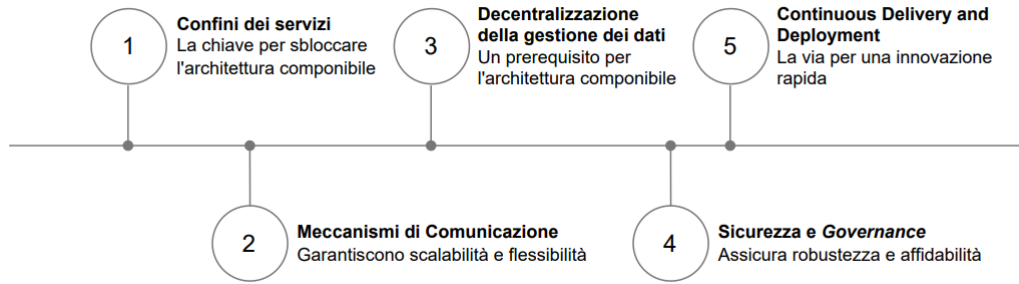 1
Confini dei servizi
La chiave per sbloccare
l'architettura componibile
2
Meccanismi di Comunicazione
Garantiscono scalabilità e flessibilità
3
Decentralizzazione
della gestione dei dati
Un prerequisito per
l'architettura componibile
4
Sicurezza e Governance
Assicura robustezza e affidabilità
5
Continuous Delivery and
Deployment
La via per una innovazione
rapida